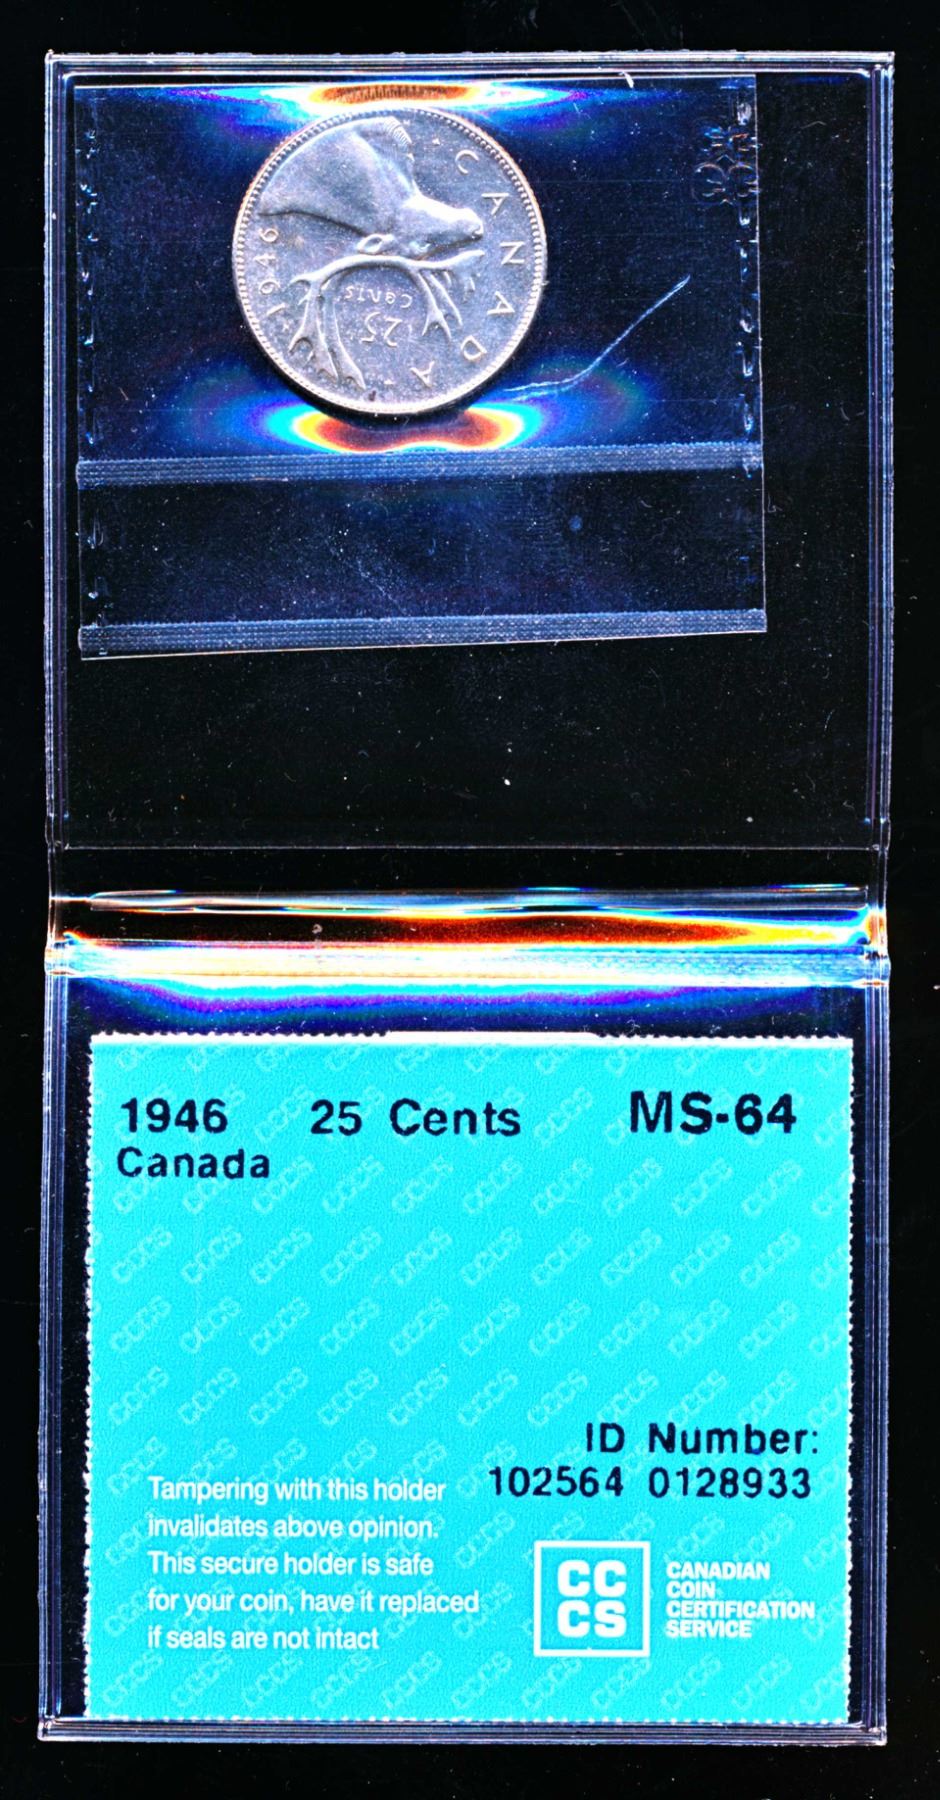 CANADA
1946
25
cents
1946 25 Cents MS-64
Canada
ID Number:
102564 0128933
Tampering with this holder
invalidates above opinion.
This secure holder is safe
for your coin, have it replaced
if seals are not intact
CC
CS
CANADIAN
COIN
CERTIFICATION
SERVICE